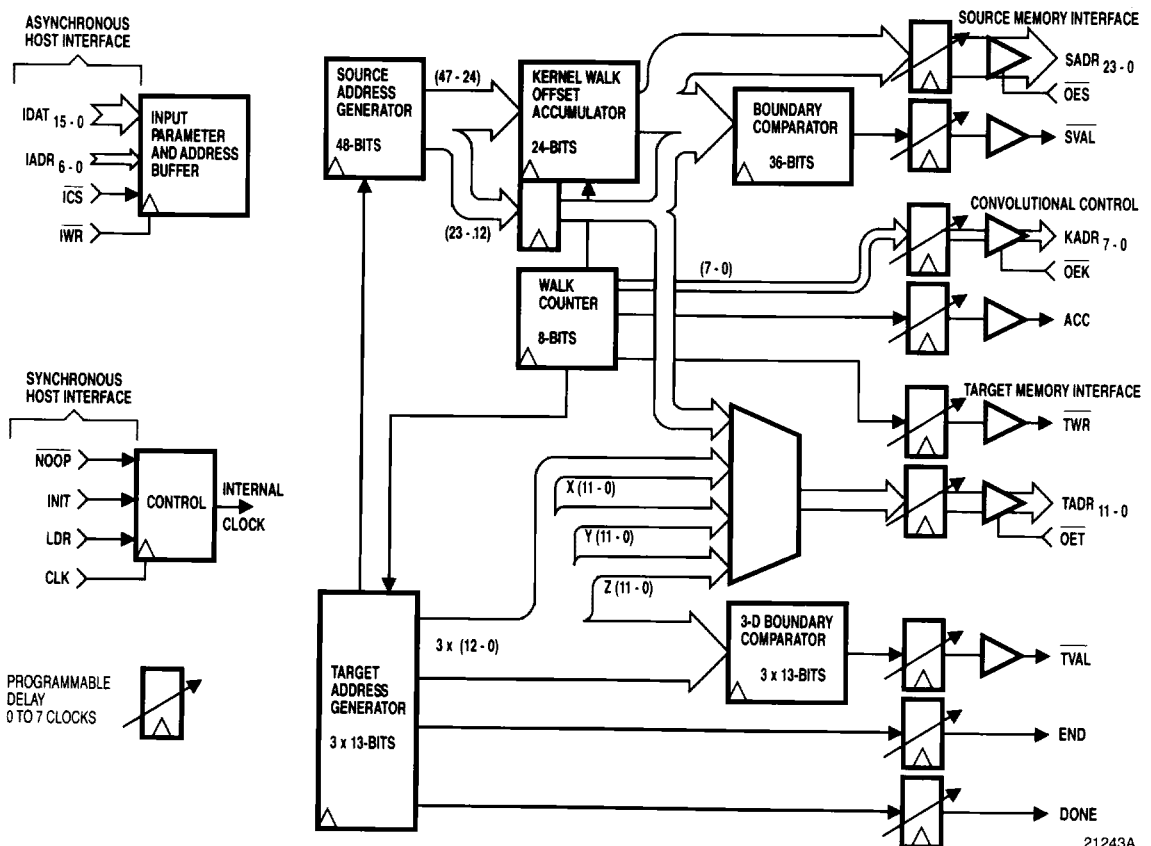 ASYNCHRONOUS
HOST INTERFACE
IDAT 15 - 0
IADR 6 - 0
ICS
IWR
INPUT
PARAMETER
AND ADDRESS
BUFFER
SYNCHRONOUS
HOST INTERFACE
NOOP
INIT
LDR
CLK
CONTROL
INTERNAL
CLOCK
PROGRAMMABLE
DELAY
0 TO 7 CLOCKS
SOURCE
ADDRESS
GENERATOR
48-BITS
(47 - 24)
(23 - .12)
KERNEL WALK
OFFSET
ACCUMULATOR
24-BITS
WALK
COUNTER
8-BITS
(7 - 0)
BOUNDARY
COMPARATOR
36-BITS
X (11 - 0)
Y (11 - 0)
Z (11 - 0)
3 x (12 - 0)
TARGET
ADDRESS
GENERATOR
3 x 13-BITS
3-D BOUNDARY
COMPARATOR
3 x 13-BITS
SOURCE MEMORY INTERFACE
SADR 23 - 0
OES
SVAL
CONVOLUTIONAL CONTROL
KADR 7 - 0
OEK
ACC
TARGET MEMORY INTERFACE
TWR
TADR 11 - 0
OET
TVAL
END
DONE
21243A